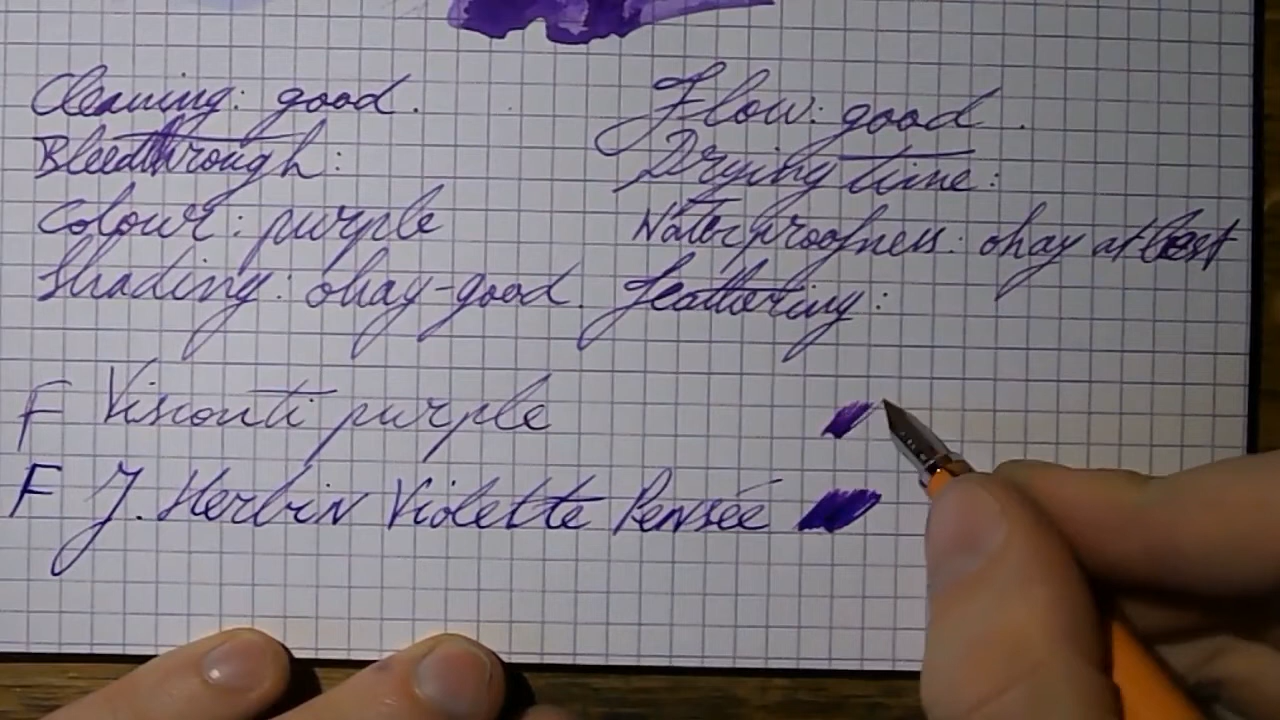 Cleaning: good. Flow: good.
Bleedthrough: Drying time:
Colour: purple Waterproofness: okay at least
Shading: okay-good. Feathering:
F Visconti purple
F J. Herbin Violette Pensée